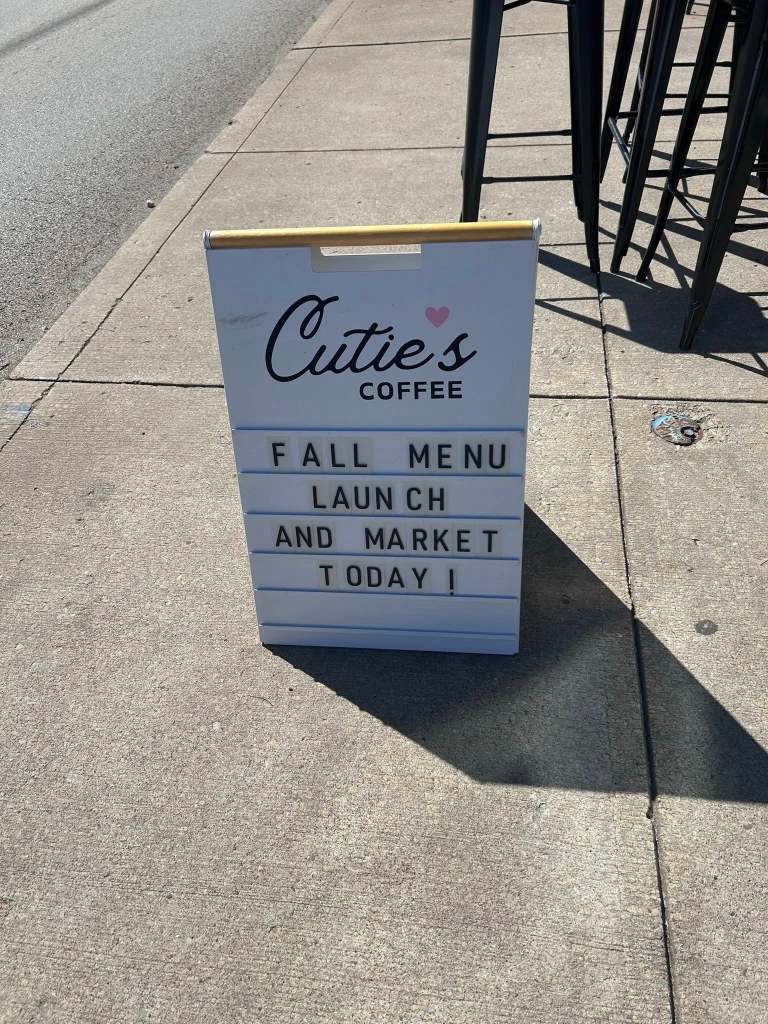 Cutie's
COFFEE
FALL MENU
LAUNCH
AND MARKET
TODAY!